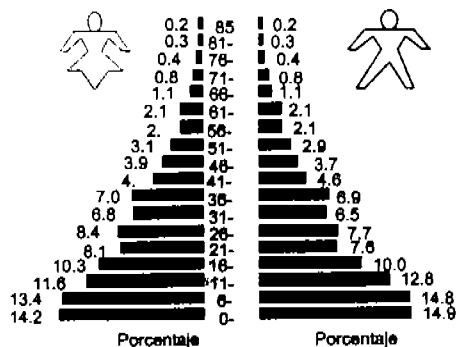 0.2 85 0.2
0.3 81- 0.3
0.4 76- 0.4
0.8 71- 0.8
1.1 66- 1.1
2.1 61- 2.1
2. 56- 2.1
3.1 51- 2.9
3.9 46- 3.7
4. 41- 4.6
7.0 36- 6.9
6.8 31- 6.5
8.4 26- 7.7
8.1 21- 7.6
10.3 16- 10.0
11.6 11- 12.8
13.4 6- 14.8
14.2 0- 14.9
Porcentaje Porcentaje